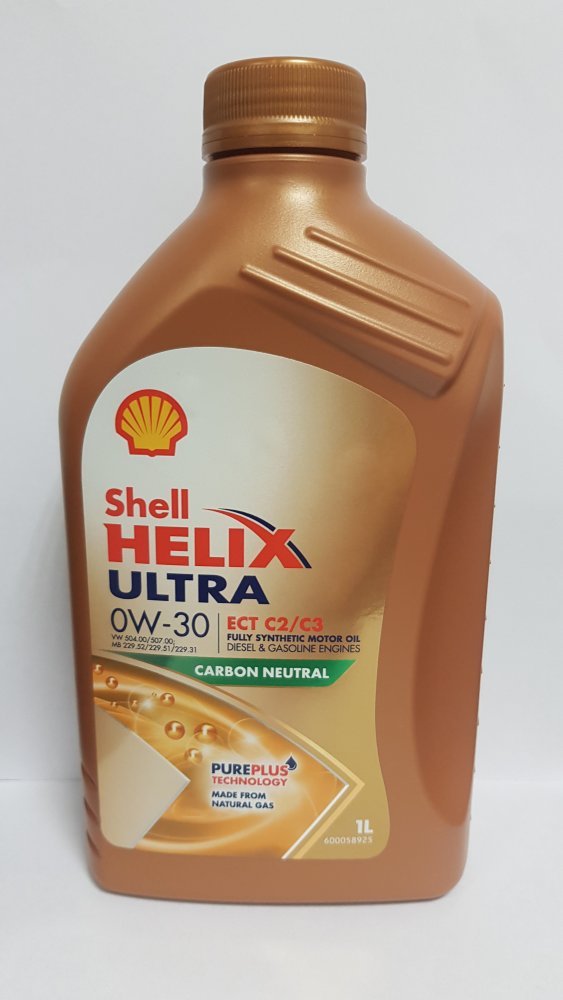 Shell
HELIX
ULTRA
0W-30
VW 504.00/507.00;
MB 229.52/229.51/229.31
ECT C2/C3
FULLY SYNTHETIC MOTOR OIL
DIESEL & GASOLINE ENGINES
CARBON NEUTRAL
PUREPLUS
TECHNOLOGY
MADE FROM
NATURAL GAS
1L
600058925